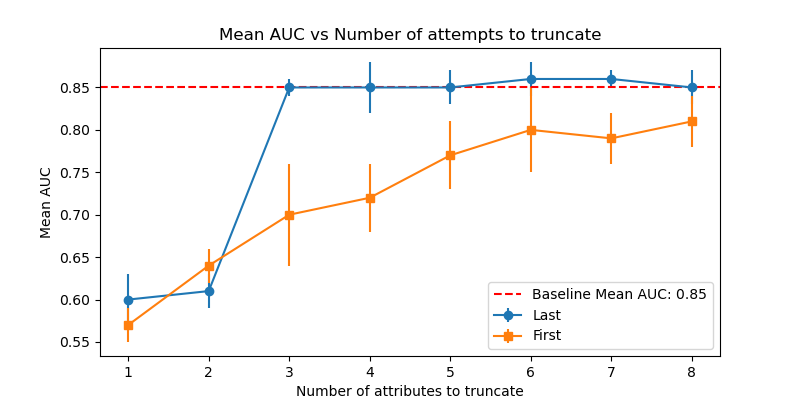 Mean AUC vs Number of attempts to truncate
Mean AUC
0.85
0.80
0.75
0.70
0.65
0.60
0.55
1 2 3 4 5 6 7 8
Number of attributes to truncate
Baseline Mean AUC: 0.85
Last
First